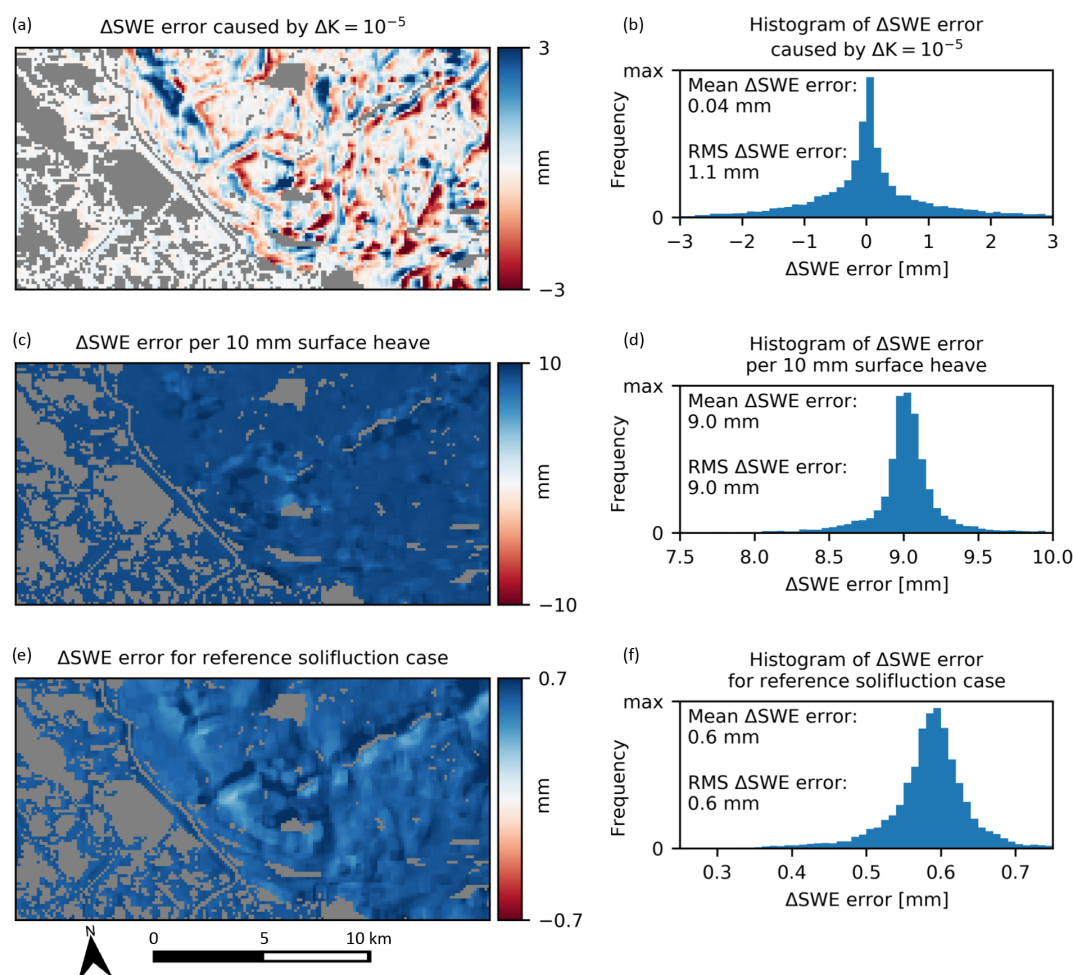 (a)
ΔSWE error caused by ΔK = 10⁻⁵
3
mm
−3
(b)
Histogram of ΔSWE error
caused by ΔK = 10⁻⁵
max
Frequency
0
Mean ΔSWE error:
0.04 mm
RMS ΔSWE error:
1.1 mm
−3 −2 −1 0 1 2 3
ΔSWE error [mm]
(c)
ΔSWE error per 10 mm surface heave
10
mm
−10
(d)
Histogram of ΔSWE error
per 10 mm surface heave
max
Frequency
0
Mean ΔSWE error:
9.0 mm
RMS ΔSWE error:
9.0 mm
7.5 8.0 8.5 9.0 9.5 10.0
ΔSWE error [mm]
(e)
ΔSWE error for reference solifluction case
0.7
mm
−0.7
(f)
Histogram of ΔSWE error
for reference solifluction case
max
Frequency
0
Mean ΔSWE error:
0.6 mm
RMS ΔSWE error:
0.6 mm
0.3 0.4 0.5 0.6 0.7
ΔSWE error [mm]
N
0 5 10 km